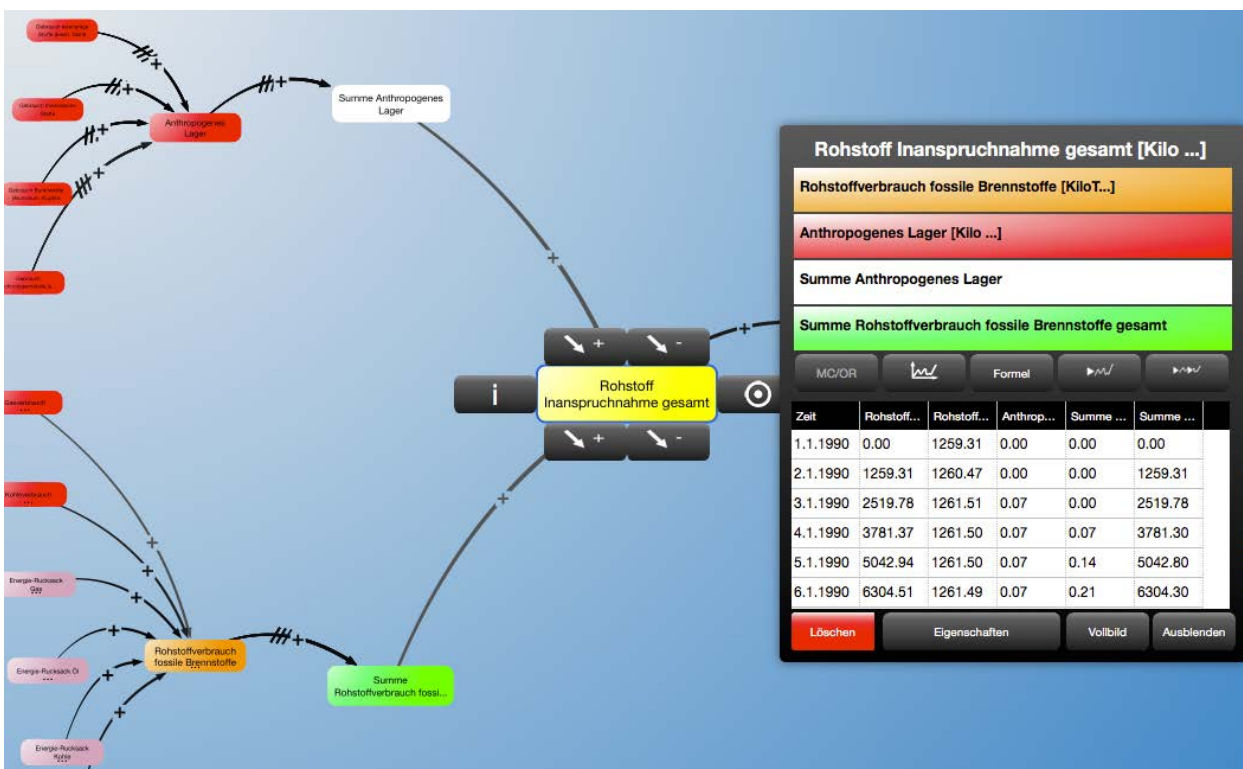 Anthropogenes
Lager
Summe Anthropogenes
Lager
Gasverbrauch
Kohleverbrauch
...
Energie-Rucksack
Gas
...
Energie-Rucksack Öl
...
Energie-Rucksack
Kohle
...
Rohstoffverbrauch
fossile Brennstoffe
...
Summe
Rohstoffverbrauch fossi...
+ -
i
Rohstoff
Inanspruchnahme gesamt
+ -
Rohstoff Inanspruchnahme gesamt [Kilo ...]
Rohstoffverbrauch fossile Brennstoffe [KiloT...]
Anthropogenes Lager [Kilo ...]
Summe Anthropogenes Lager
Summe Rohstoffverbrauch fossile Brennstoffe gesamt
MC/OR Formel
Zeit Rohstoff... Rohstoff... Anthrop... Summe ... Summe ...
1.1.1990 0.00 1259.31 0.00 0.00 0.00
2.1.1990 1259.31 1260.47 0.00 0.00 1259.31
3.1.1990 2519.78 1261.51 0.07 0.00 2519.78
4.1.1990 3781.37 1261.50 0.07 0.07 3781.30
5.1.1990 5042.94 1261.50 0.07 0.14 5042.80
6.1.1990 6304.51 1261.49 0.07 0.21 6304.30
Löschen Eigenschaften Vollbild Ausblenden